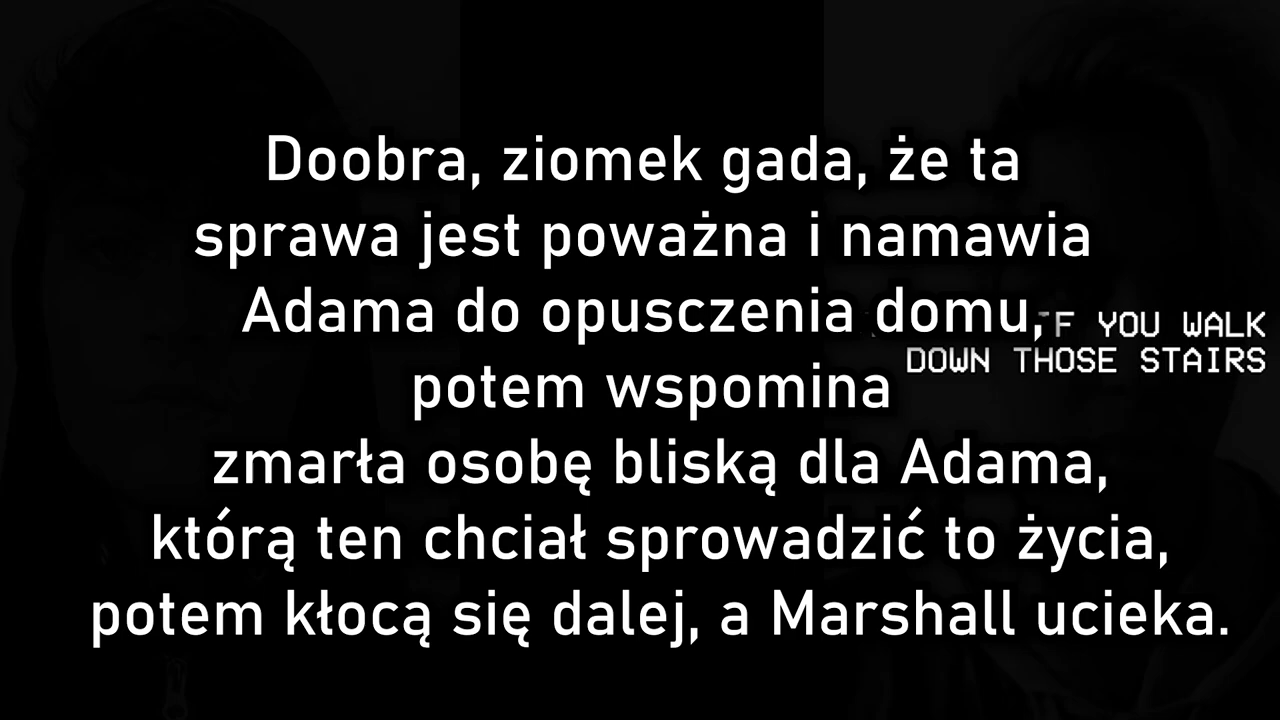 Doobra, ziomek gada, że ta
sprawa jest poważna i namawia
Adama do opusczenia domu,
potem wspomina
zmarła osobę bliską dla Adama,
którą ten chciał sprowadzić to życia,
potem kłocą się dalej, a Marshall ucieka.
YOU WALK
DOWN THOSE STAIRS